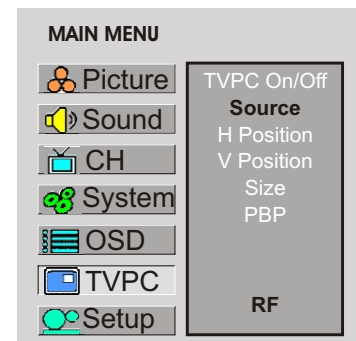 MAIN MENU
Picture
Sound
CH
System
OSD
TVPC
Setup
TVPC On/Off
Source
H Position
V Position
Size
PBP
RF